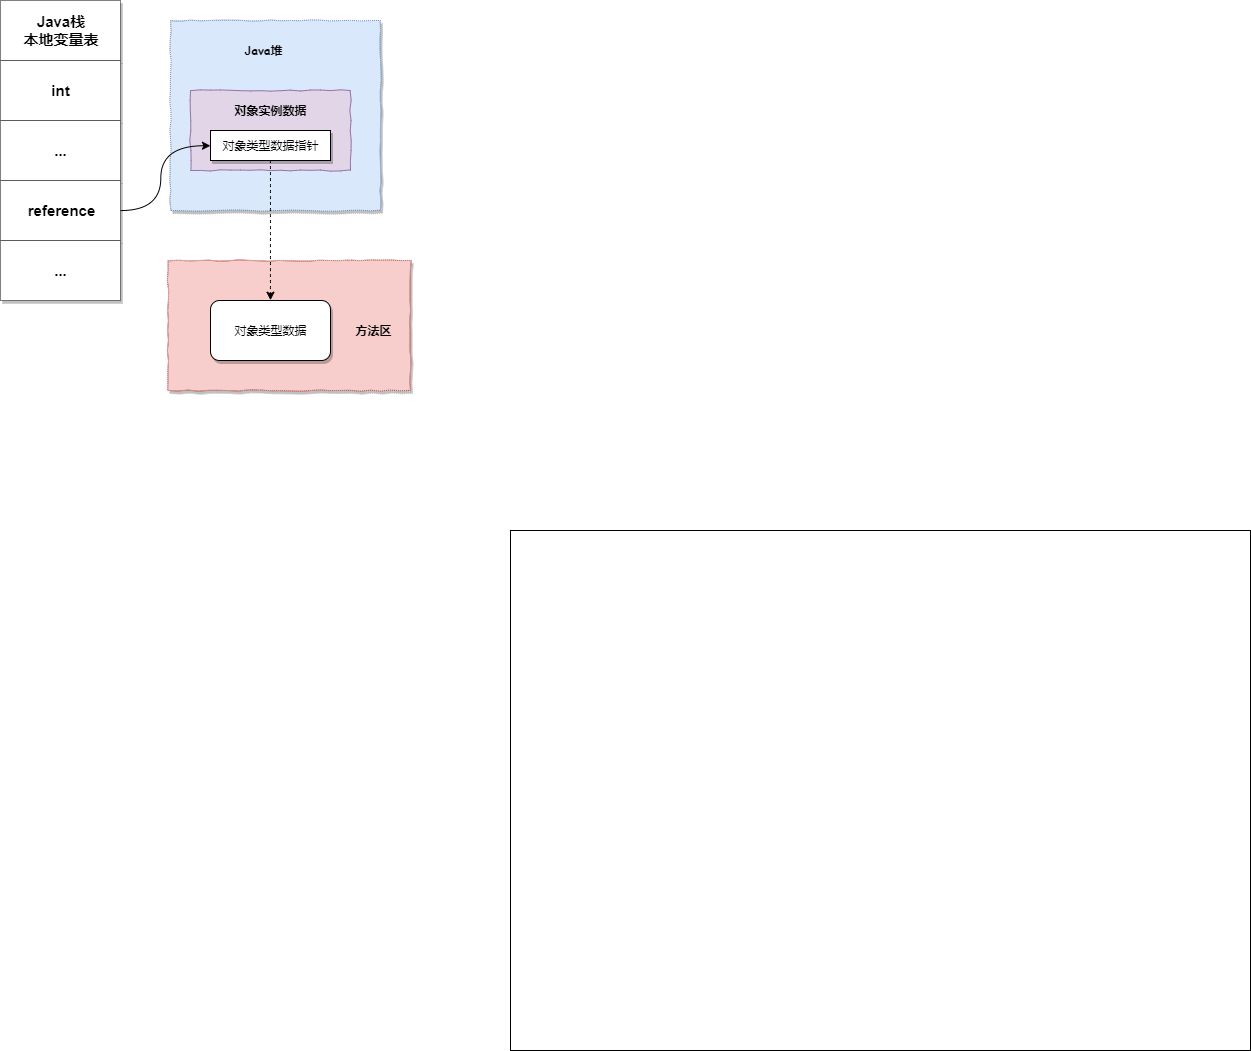 Java栈
本地变量表
int
...
reference
...
Java堆
对象实例数据
对象类型数据指针
对象类型数据
方法区